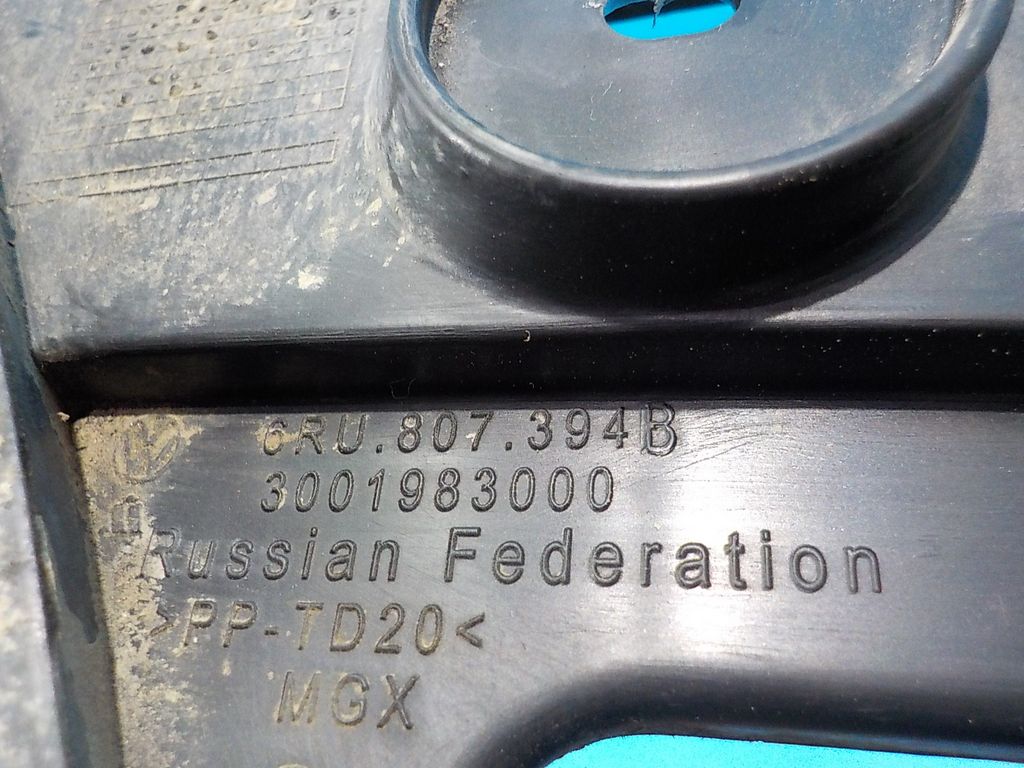 6RU.807.394B
3001983000
Russian Federation
>PP-TD20<
MGX